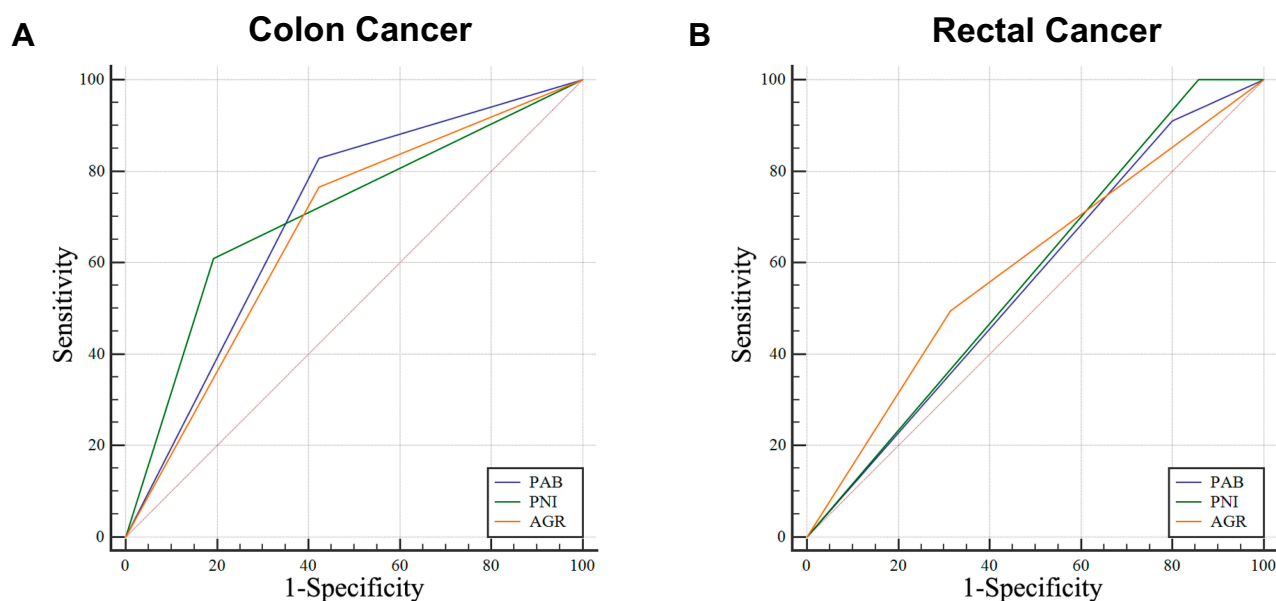 A
Colon Cancer
100
80
60
40
20
0
Sensitivity
PAB
PNI
AGR
0 20 40 60 80 100
1-Specificity
B
Rectal Cancer
100
80
60
40
20
0
Sensitivity
PAB
PNI
AGR
0 20 40 60 80 100
1-Specificity